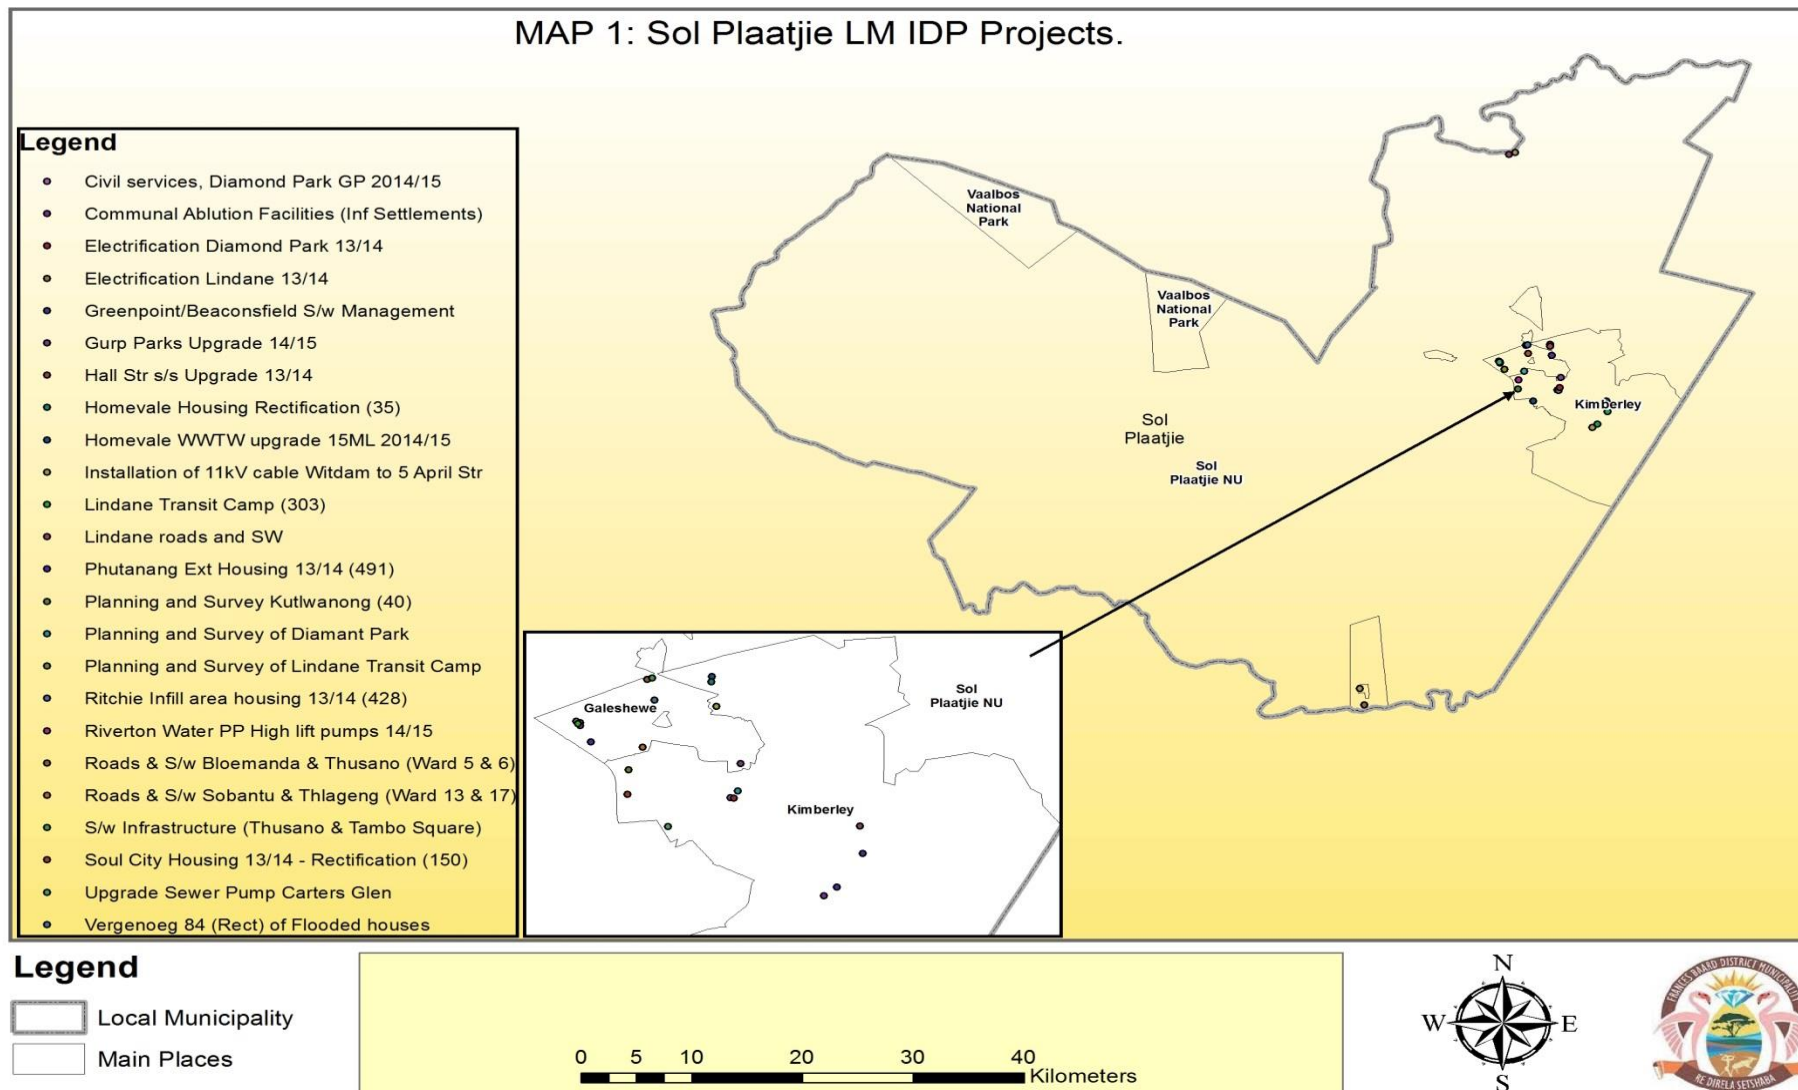 MAP 1: Sol Plaatjie LM IDP Projects.
Legend
Civil services, Diamond Park GP 2014/15
Communal Ablution Facilities (Inf Settlements)
Electrification Diamond Park 13/14
Electrification Lindane 13/14
Greenpoint/Beaconsfield S/w Management
Gurp Parks Upgrade 14/15
Hall Str s/s Upgrade 13/14
Homevale Housing Rectification (35)
Homevale WWTW upgrade 15ML 2014/15
Installation of 11kV cable Witdam to 5 April Str
Lindane Transit Camp (303)
Lindane roads and SW
Phutanang Ext Housing 13/14 (491)
Planning and Survey Kutlwanong (40)
Planning and Survey of Diamant Park
Planning and Survey of Lindane Transit Camp
Ritchie Infill area housing 13/14 (428)
Riverton Water PP High lift pumps 14/15
Roads & S/w Bloemanda & Thusano (Ward 5 & 6)
Roads & S/w Sobantu & Thlageng (Ward 13 & 17)
S/w Infrastructure (Thusano & Tambo Square)
Soul City Housing 13/14 - Rectification (150)
Upgrade Sewer Pump Carters Glen
Vergenoeg 84 (Rect) of Flooded houses
Vaalbos
National
Park
Vaalbos
National
Park
Kimberley
Sol
Plaatjie
Sol
Plaatjie NU
Sol
Plaatjie NU
Galeshewe
Kimberley
Legend
Local Municipality
Main Places
0 5 10 20 30 40
Kilometers
N
W E
S
FRANCES BAARD DISTRICT MUNICIPALITY
RE DIRELA SETSHABA